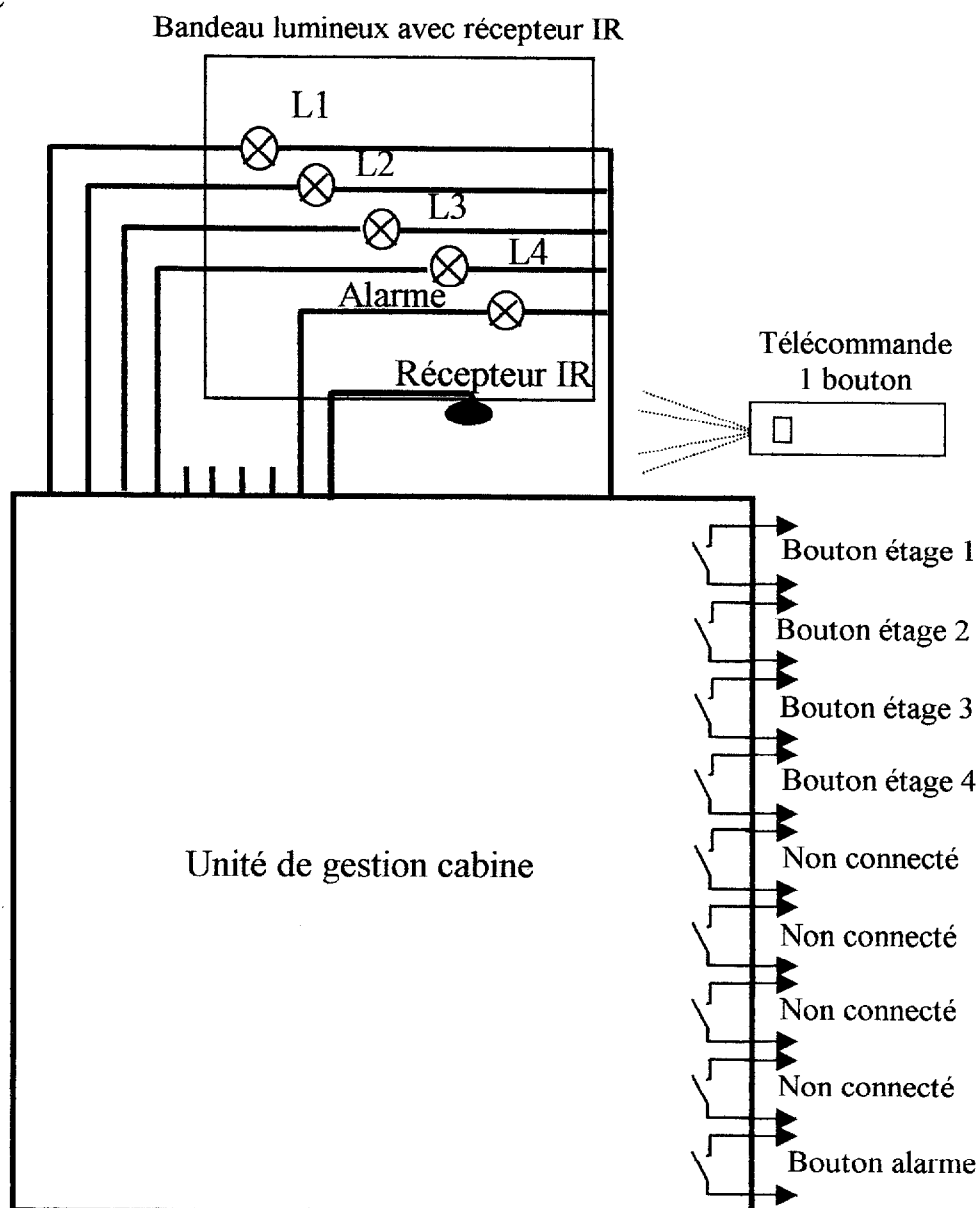 Bandeau lumineux avec récepteur IR
L1
L2
L3
L4
Alarme
Récepteur IR
Télécommande
1 bouton
Bouton étage 1
Bouton étage 2
Bouton étage 3
Bouton étage 4
Unité de gestion cabine
Non connecté
Non connecté
Non connecté
Non connecté
Bouton alarme